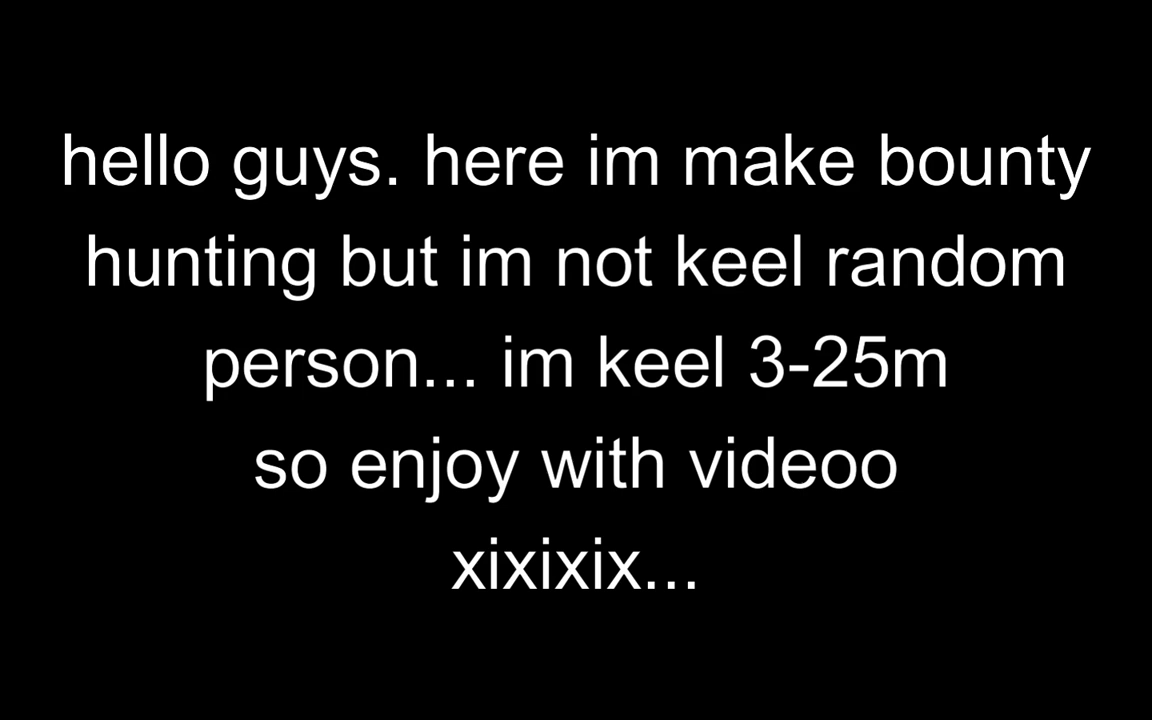 hello guys. here im make bounty
hunting but im not keel random
person... im keel 3-25m
so enjoy with videoo
xixixix...